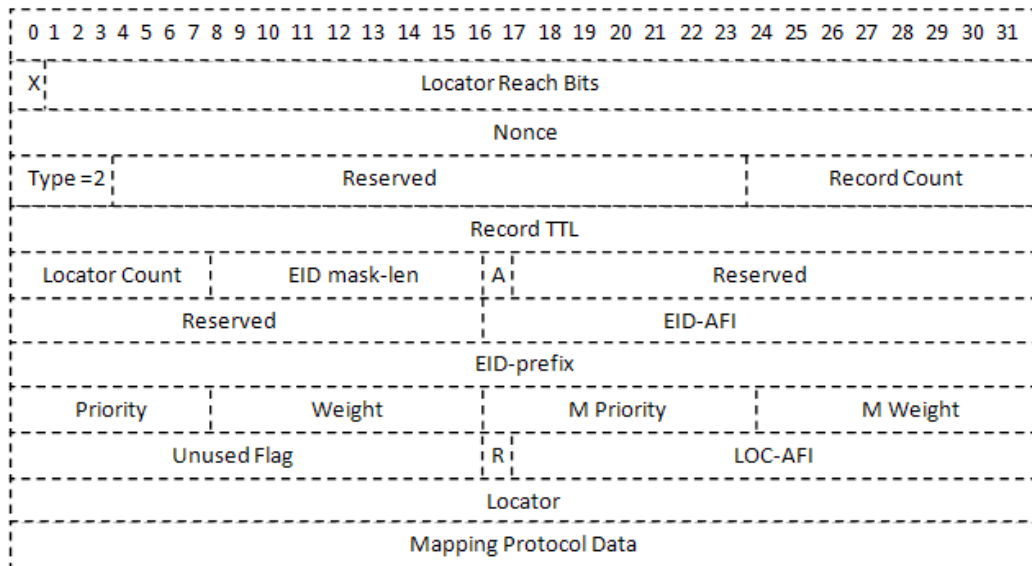 0 1 2 3 4 5 6 7 8 9 10 11 12 13 14 15 16 17 18 19 20 21 22 23 24 25 26 27 28 29 30 31
X Locator Reach Bits
Nonce
Type =2 Reserved Record Count
Record TTL
Locator Count EID mask-len A Reserved
Reserved EID-AFI
EID-prefix
Priority Weight M Priority M Weight
Unused Flag R LOC-AFI
Locator
Mapping Protocol Data